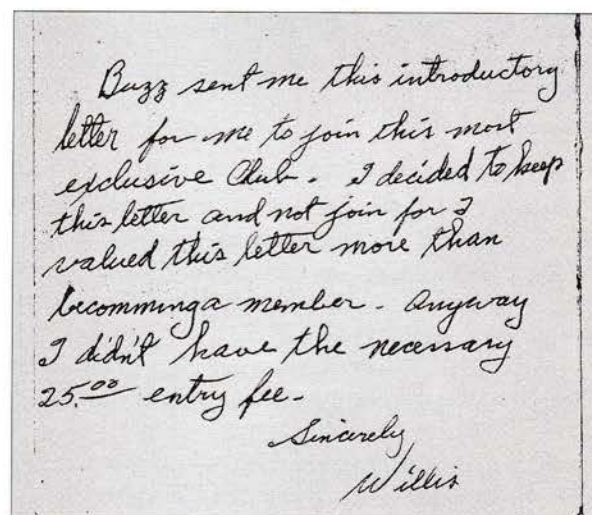 Buzz sent me this introductory
letter for me to join this most
exclusive Club. I decided to keep
this letter and not join for I
valued this letter more than
becomming a member. Anyway
I didn't have the necessary
25.00 entry fee.
Sincerely,
Willis